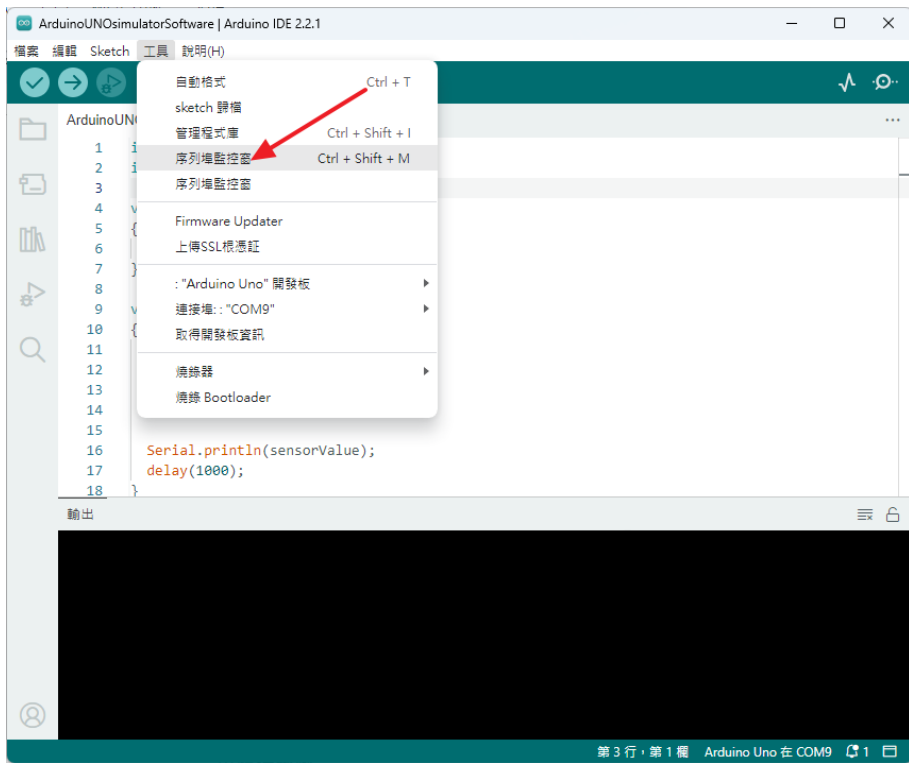 ArduinoUNOsimulatorSoftware | Arduino IDE 2.2.1
檔案 編輯 Sketch 工具 說明(H)
自動格式 Ctrl + T
sketch 歸檔
管理程式庫 Ctrl + Shift + I
序列埠監控窗 Ctrl + Shift + M
序列埠監控窗
Firmware Updater
上傳SSL根憑証
: "Arduino Uno" 開發板
連接埠: : "COM9"
取得開發板資訊
燒錄器
燒錄 Bootloader
ArduinoUN
1 i
2 i
3
4 v
5 {
6
7 }
8
9 v
10 {
11
12
13
14
15
16 Serial.println(sensorValue);
17 delay(1000);
18 }
輸出
第 3 行，第 1 欄 Arduino Uno 在 COM9 1